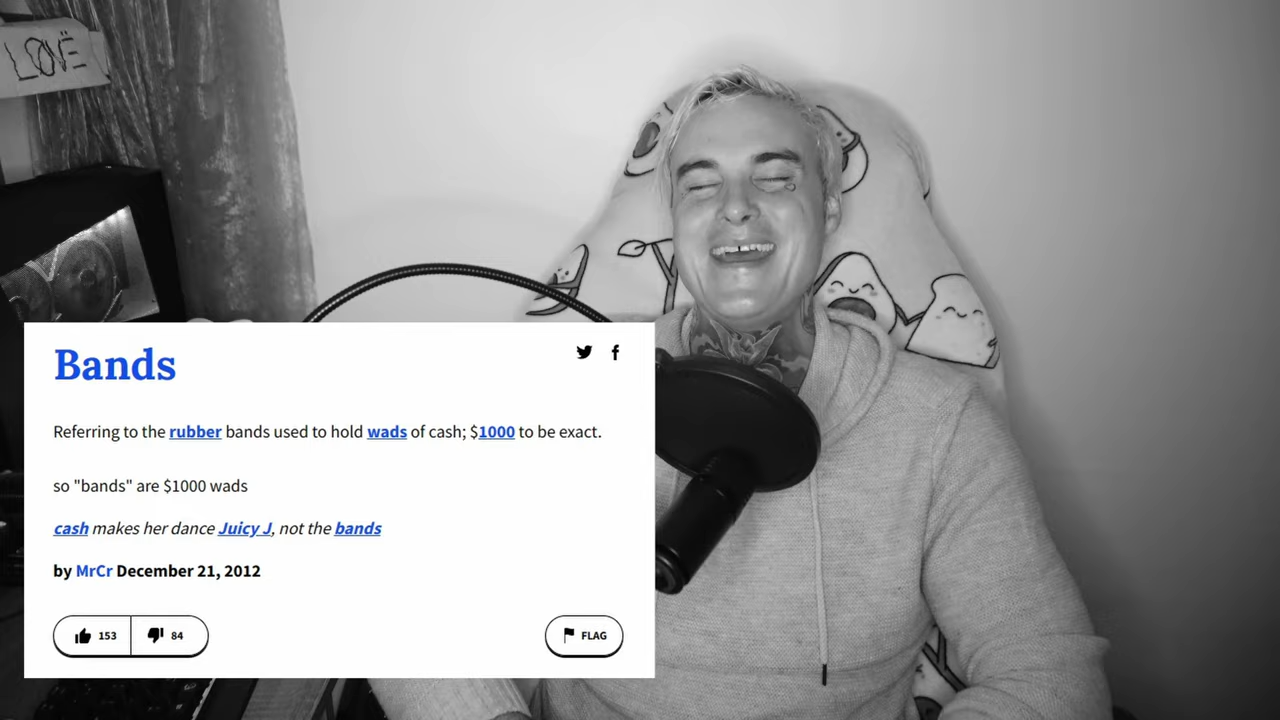 LOVË
Bands
Referring to the rubber bands used to hold wads of cash; $1000 to be exact.
so "bands" are $1000 wads
cash makes her dance Juicy J, not the bands
by MrCr December 21, 2012
153 84 FLAG